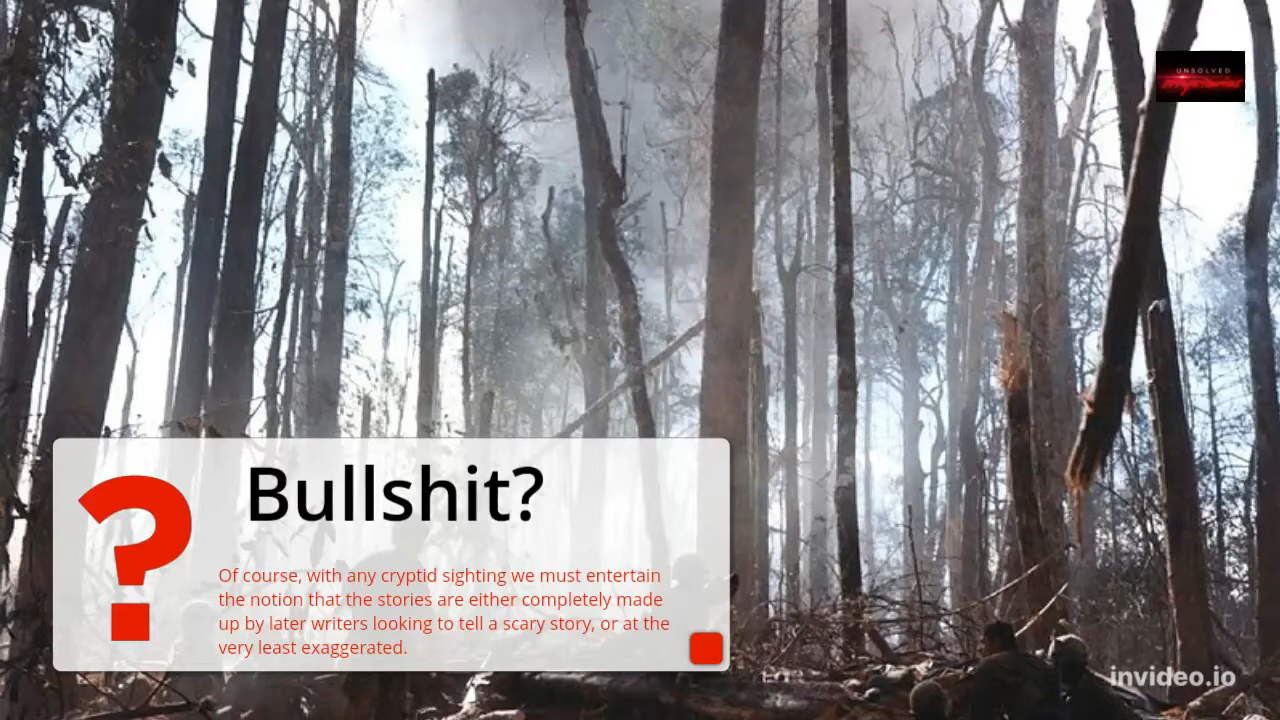 UNSOLVED
Bullshit?
?
Of course, with any cryptid sighting we must entertain
the notion that the stories are either completely made
up by later writers looking to tell a scary story, or at the
very least exaggerated.
invideo.io